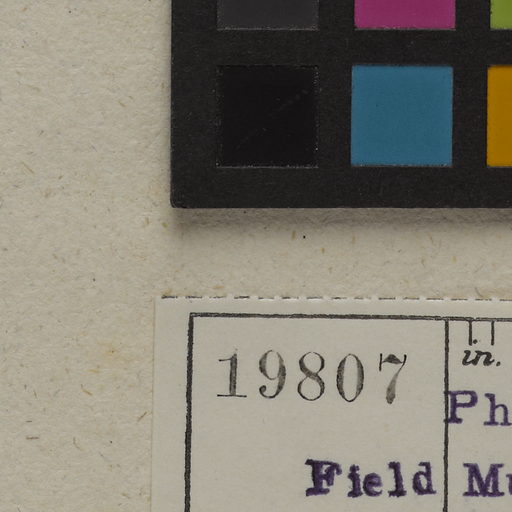 19807
in.
Ph
Field Mu